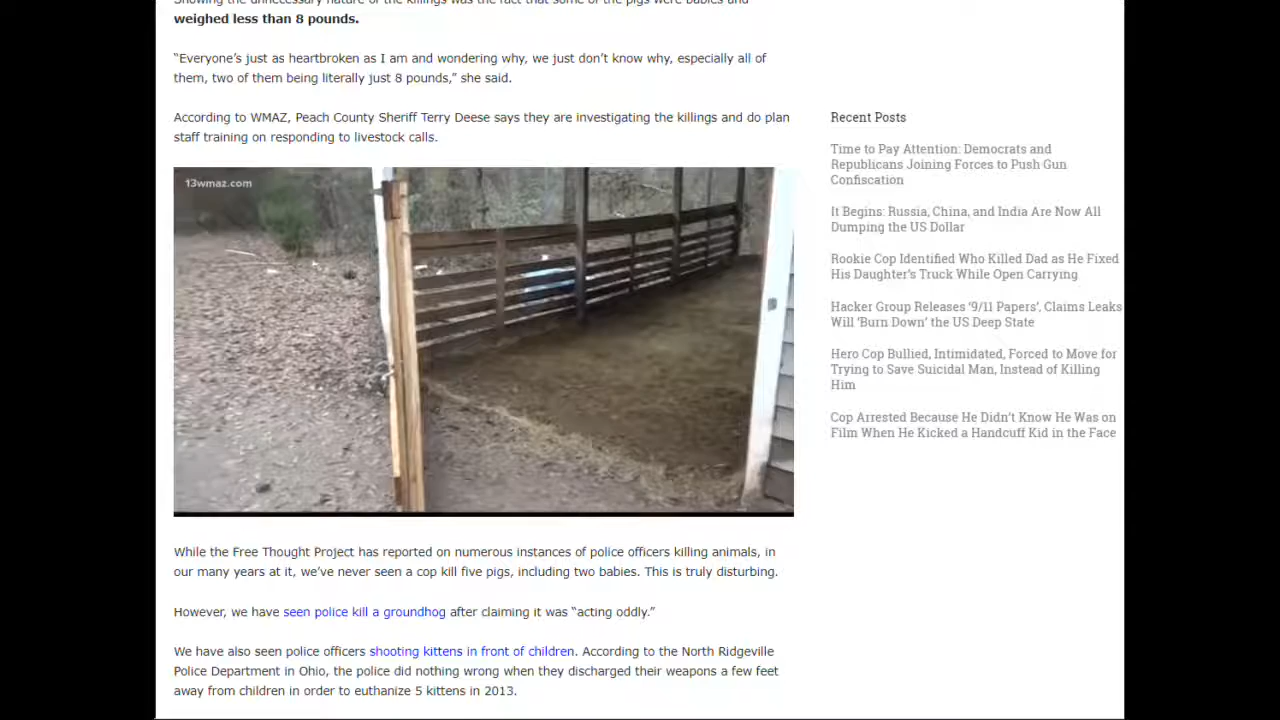 Showing the unnecessary nature of the killings was the fact that some of the pigs were babies and
weighed less than 8 pounds.
“Everyone’s just as heartbroken as I am and wondering why, we just don’t know why, especially all of
them, two of them being literally just 8 pounds,” she said.
According to WMAZ, Peach County Sheriff Terry Deese says they are investigating the killings and do plan
staff training on responding to livestock calls.
13wmaz.com
While the Free Thought Project has reported on numerous instances of police officers killing animals, in
our many years at it, we’ve never seen a cop kill five pigs, including two babies. This is truly disturbing.
However, we have seen police kill a groundhog after claiming it was “acting oddly.”
We have also seen police officers shooting kittens in front of children. According to the North Ridgeville
Police Department in Ohio, the police did nothing wrong when they discharged their weapons a few feet
away from children in order to euthanize 5 kittens in 2013.
Recent Posts
Time to Pay Attention: Democrats and
Republicans Joining Forces to Push Gun
Confiscation
It Begins: Russia, China, and India Are Now All
Dumping the US Dollar
Rookie Cop Identified Who Killed Dad as He Fixed
His Daughter’s Truck While Open Carrying
Hacker Group Releases ‘9/11 Papers’, Claims Leaks
Will ‘Burn Down’ the US Deep State
Hero Cop Bullied, Intimidated, Forced to Move for
Trying to Save Suicidal Man, Instead of Killing
Him
Cop Arrested Because He Didn’t Know He Was on
Film When He Kicked a Handcuff Kid in the Face